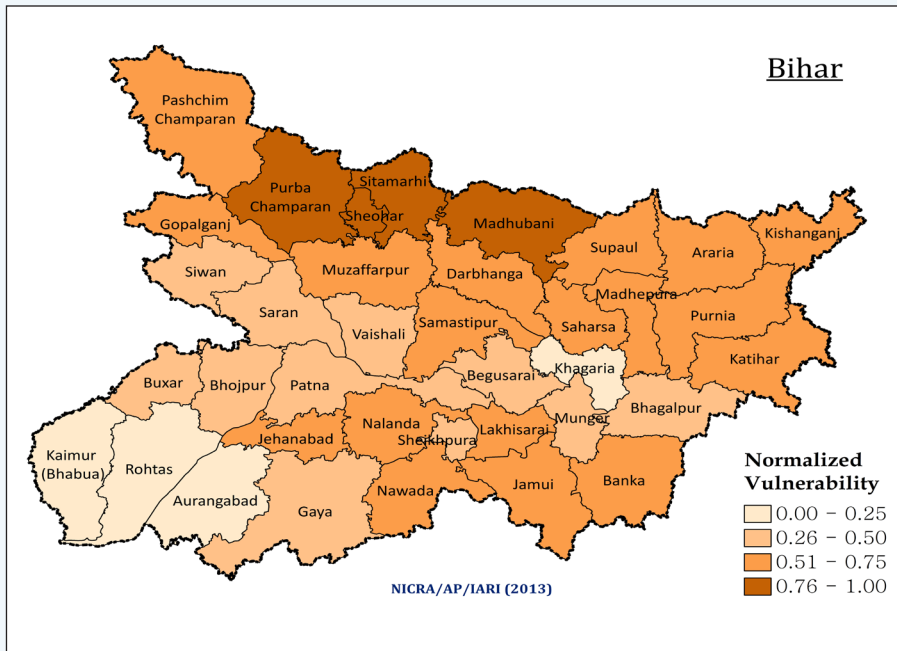 Bihar
Pashchim
Champaran
Purba
Champaran
Sitamarhi
Sheohar
Madhubani
Gopalganj
Siwan
Muzaffarpur
Darbhanga
Supaul
Araria
Kishanganj
Saran
Vaishali
Samastipur
Madhepura
Saharsa
Purnia
Katihar
Buxar
Bhojpur
Patna
Begusarai
Khagaria
Munger
Bhagalpur
Nalanda
Sheikhpura
Lakhisarai
Jehanabad
Kaimur
(Bhabua)
Rohtas
Aurangabad
Gaya
Nawada
Jamui
Banka
Normalized
Vulnerability
0.00 - 0.25
0.26 - 0.50
0.51 - 0.75
0.76 - 1.00
NICRA/AP/IARI (2013)